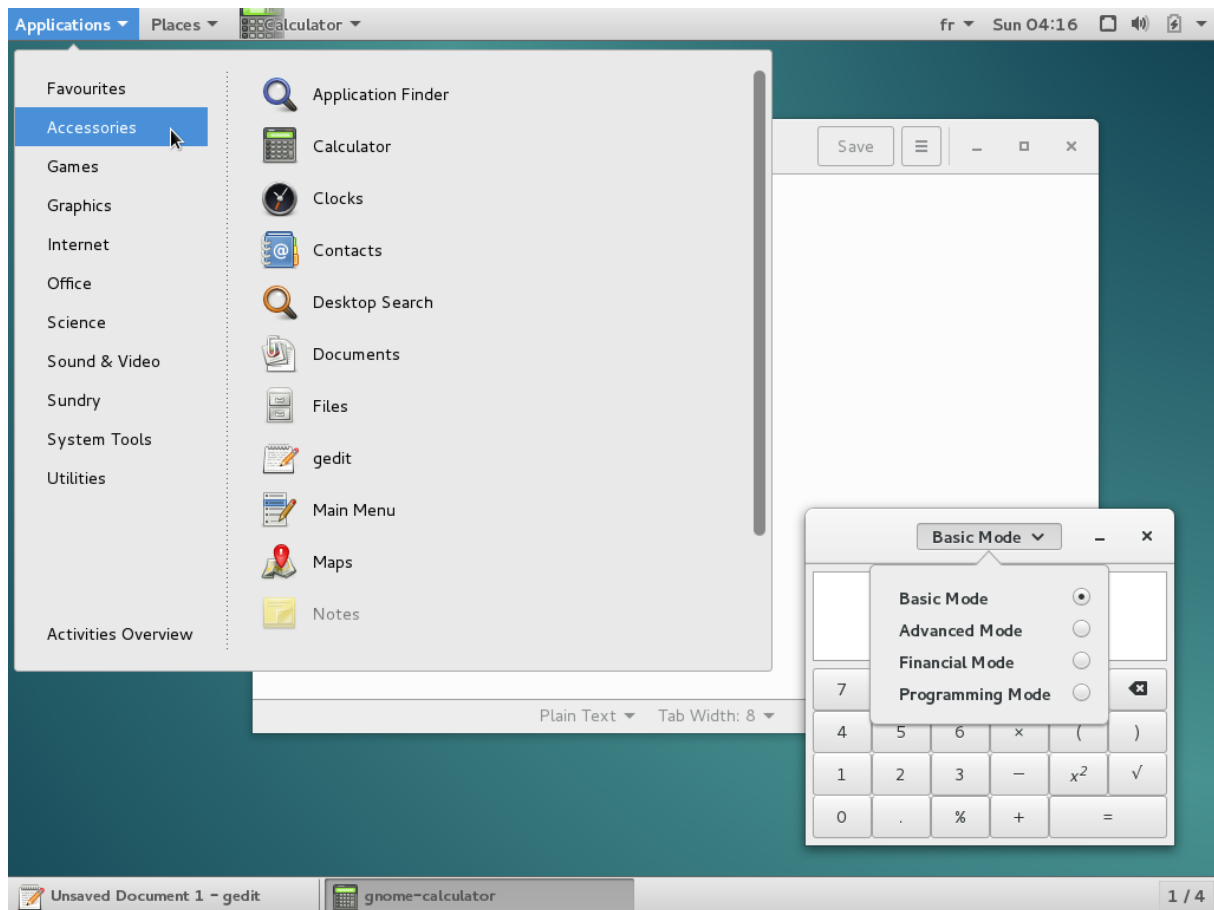 Applications Places Calculator fr Sun 04:16
Favourites
Accessories
Games
Graphics
Internet
Office
Science
Sound & Video
Sundry
System Tools
Utilities
Activities Overview
Application Finder
Calculator
Clocks
Contacts
Desktop Search
Documents
Files
gedit
Main Menu
Maps
Notes
Save
Plain Text Tab Width: 8
Basic Mode
Basic Mode
Advanced Mode
Financial Mode
Programming Mode
7
4 5 6 × ( )
1 2 3 − x² √
0 . % + =
Unsaved Document 1 - gedit gnome-calculator 1 / 4